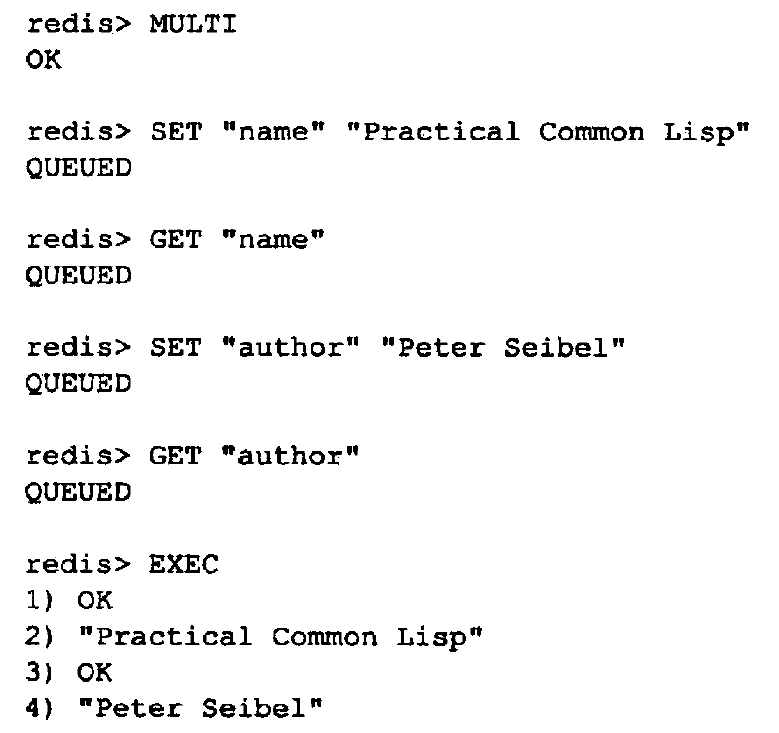 redis> MULTI
OK
redis> SET "name" "Practical Common Lisp"
QUEUED
redis> GET "name"
QUEUED
redis> SET "author" "Peter Seibel"
QUEUED
redis> GET "author"
QUEUED
redis> EXEC
1) OK
2) "Practical Common Lisp"
3) OK
4) "Peter Seibel"